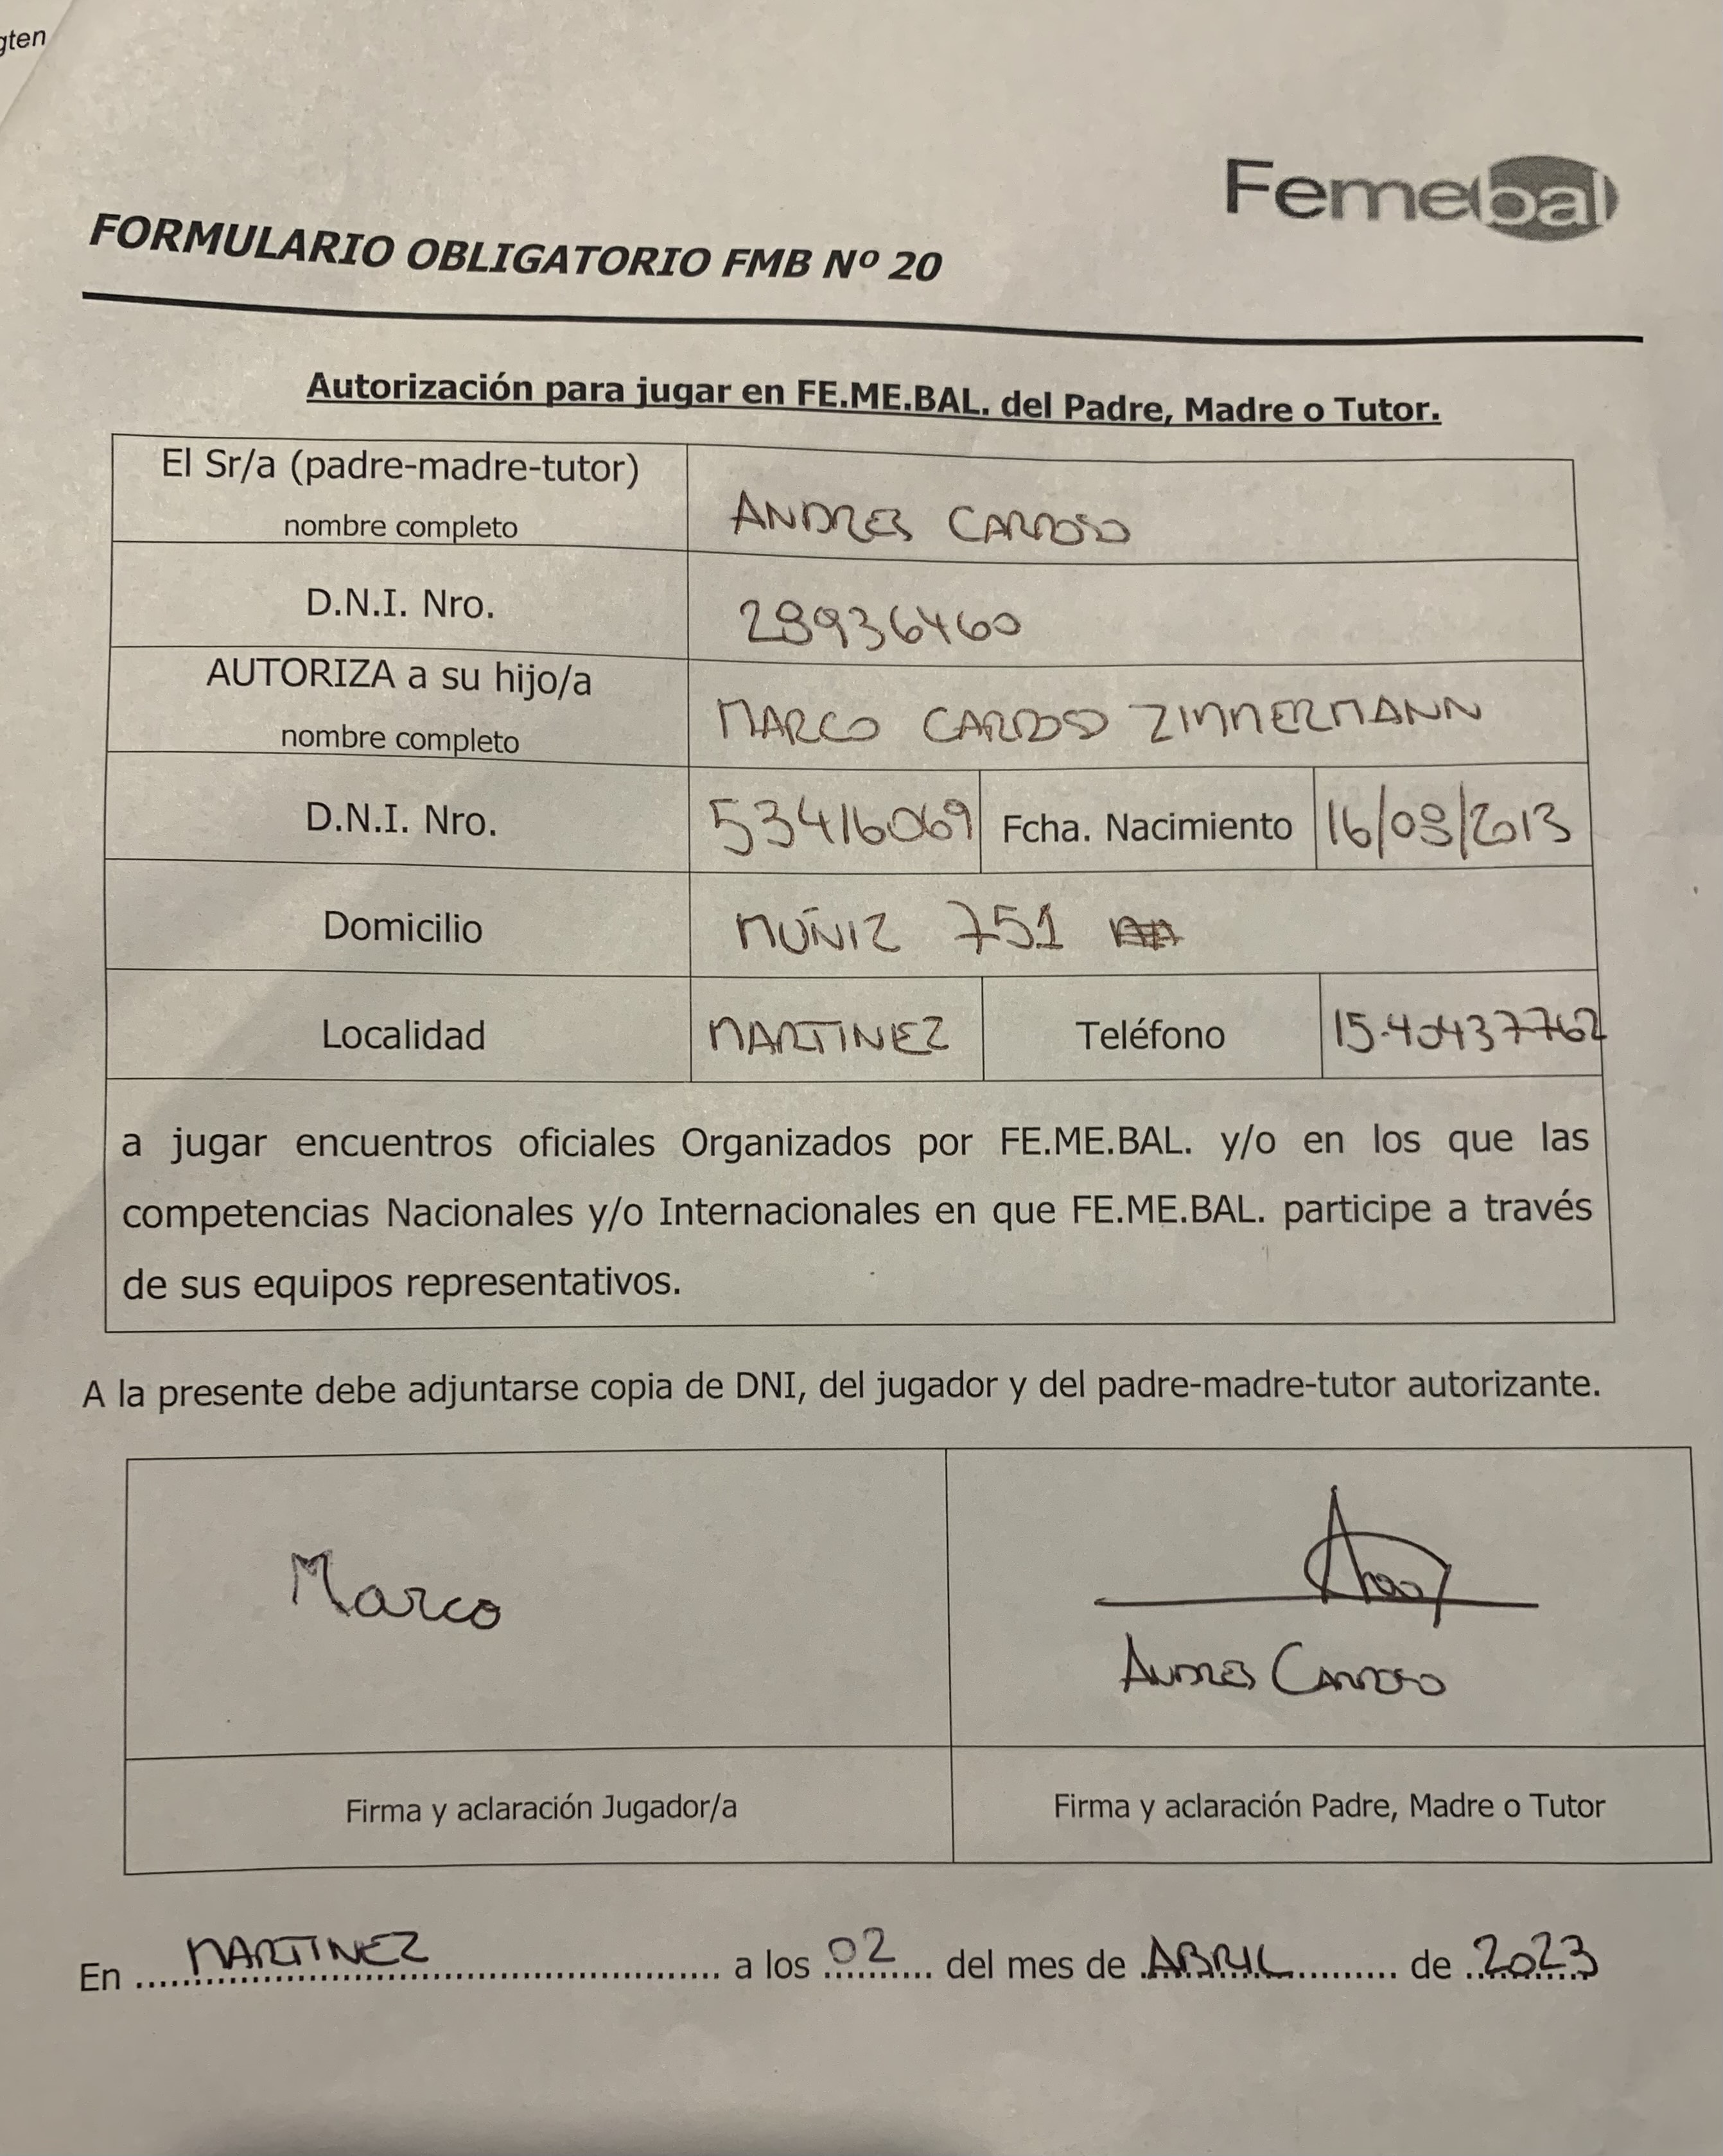 gten
Femebal
FORMULARIO OBLIGATORIO FMB Nº 20
Autorización para jugar en FE.ME.BAL. del Padre, Madre o Tutor.
El Sr/a (padre-madre-tutor)
nombre completo
ANDRES CARDOSO
D.N.I. Nro.
28936460
AUTORIZA a su hijo/a
nombre completo
MARCO CARDOSO ZIMMERMANN
D.N.I. Nro. 53416069 Fcha. Nacimiento 16/09/2013
Domicilio MUÑIZ 751
Localidad MARTINEZ Teléfono 15-40437762
a jugar encuentros oficiales Organizados por FE.ME.BAL. y/o en los que las
competencias Nacionales y/o Internacionales en que FE.ME.BAL. participe a través
de sus equipos representativos.
A la presente debe adjuntarse copia de DNI, del jugador y del padre-madre-tutor autorizante.
Marco
ANDRES CARDOSO
Firma y aclaración Jugador/a
Firma y aclaración Padre, Madre o Tutor
En MARTINEZ a los 02 del mes de ABRIL de 2023